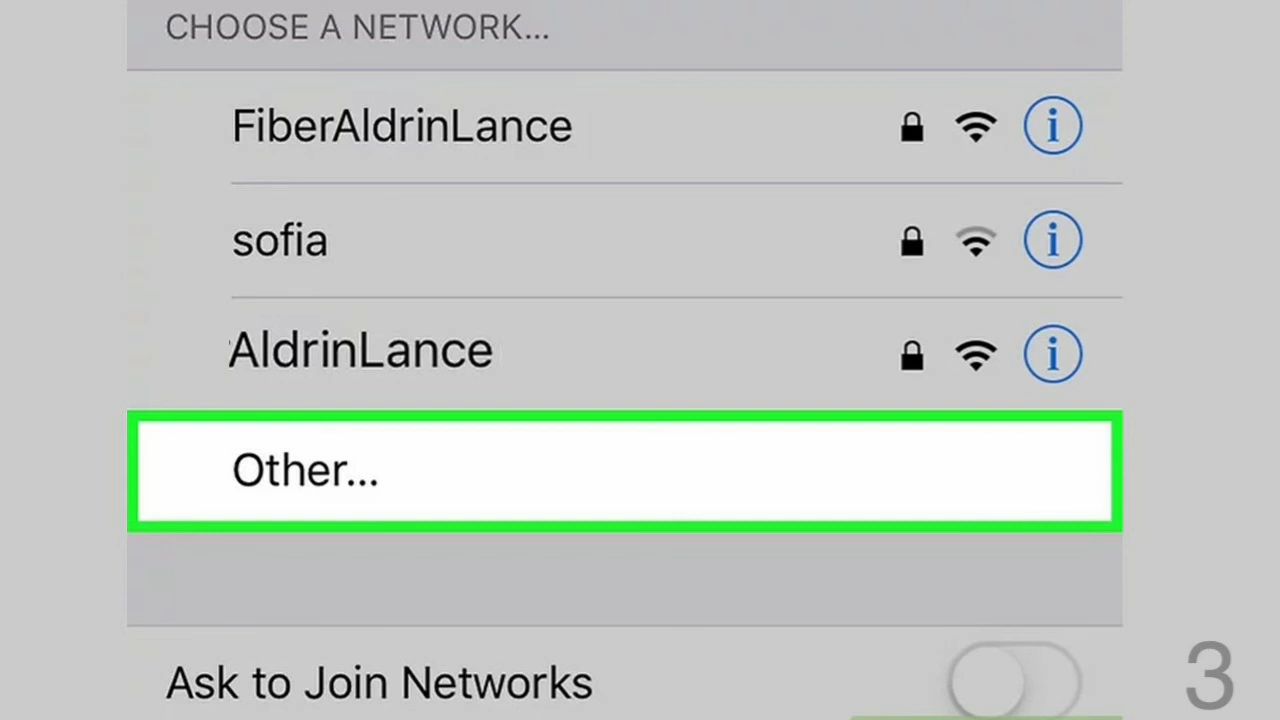 CHOOSE A NETWORK...
FiberAldrinLance
sofia
AldrinLance
Other...
Ask to Join Networks
3